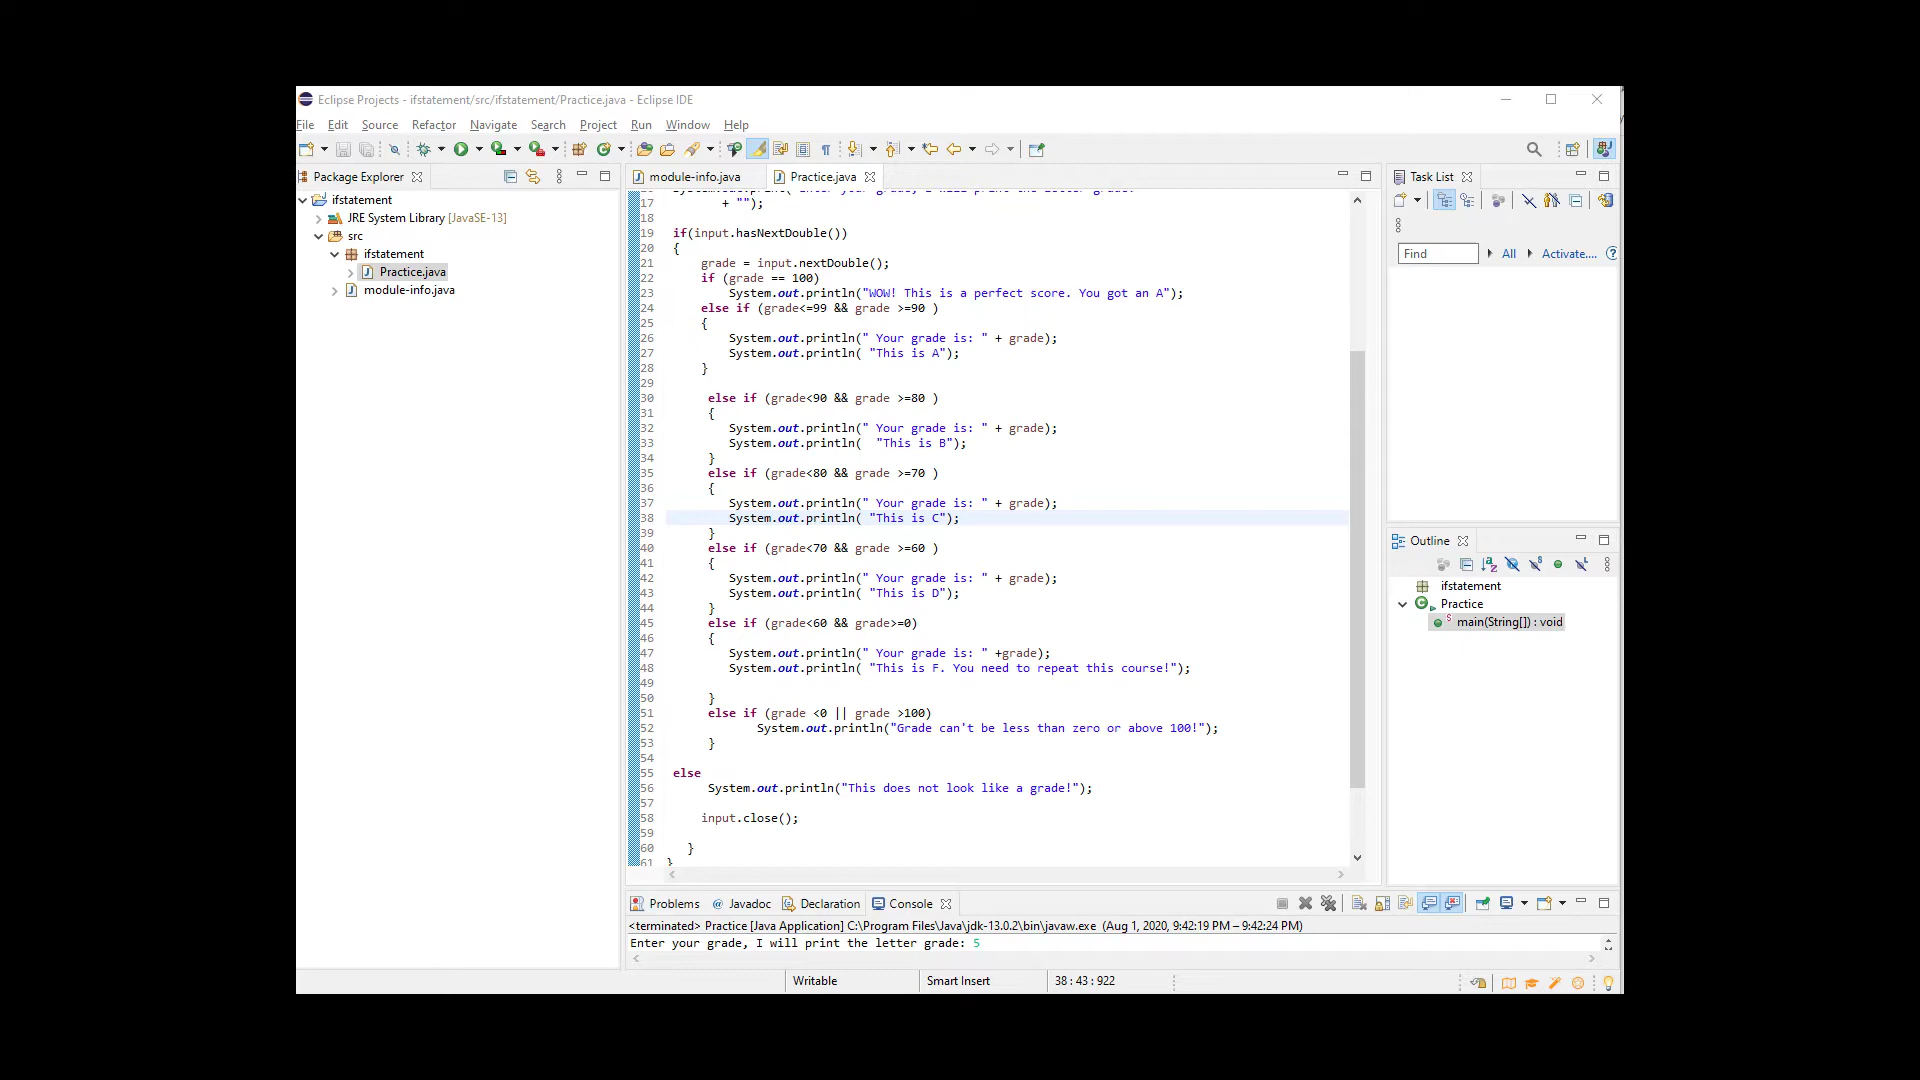 Eclipse Projects - ifstatement/src/ifstatement/Practice.java - Eclipse IDE
File Edit Source Refactor Navigate Search Project Run Window Help
Package Explorer
ifstatement
JRE System Library [JavaSE-13]
src
ifstatement
Practice.java
module-info.java
module-info.java Practice.java
17 + "");
18
19 if(input.hasNextDouble())
20 {
21 grade = input.nextDouble();
22 if (grade == 100)
23 System.out.println("WOW! This is a perfect score. You got an A");
24 else if (grade<=99 && grade >=90 )
25 {
26 System.out.println(" Your grade is: " + grade);
27 System.out.println( "This is A");
28 }
29
30 else if (grade<90 && grade >=80 )
31 {
32 System.out.println(" Your grade is: " + grade);
33 System.out.println(  "This is B");
34 }
35 else if (grade<80 && grade >=70 )
36 {
37 System.out.println(" Your grade is: " + grade);
38 System.out.println( "This is C");
39 }
40 else if (grade<70 && grade >=60 )
41 {
42 System.out.println(" Your grade is: " + grade);
43 System.out.println( "This is D");
44 }
45 else if (grade<60 && grade>=0)
46 {
47 System.out.println(" Your grade is: " +grade);
48 System.out.println( "This is F. You need to repeat this course!");
49
50 }
51 else if (grade <0 || grade >100)
52 System.out.println("Grade can't be less than zero or above 100!");
53 }
54
55 else
56 System.out.println("This does not look like a grade!");
57
58 input.close();
59
60 }
61 }
Task List
Find All Activate....
Outline
ifstatement
Practice
main(String[]) : void
Problems @ Javadoc Declaration Console
<terminated> Practice [Java Application] C:\Program Files\Java\jdk-13.0.2\bin\javaw.exe (Aug 1, 2020, 9:42:19 PM – 9:42:24 PM)
Enter your grade, I will print the letter grade: 5
Writable Smart Insert 38 : 43 : 922